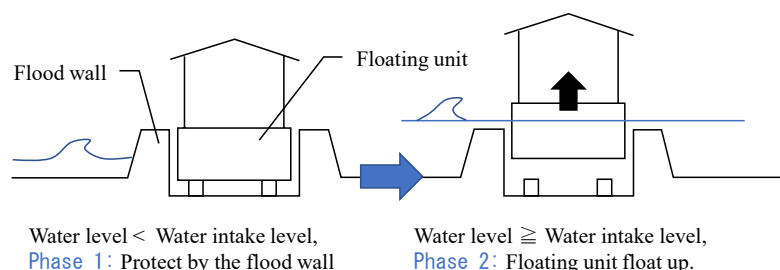 Flood wall
Floating unit
Water level < Water intake level,
Phase 1: Protect by the flood wall
Water level ≧ Water intake level,
Phase 2: Floating unit float up.